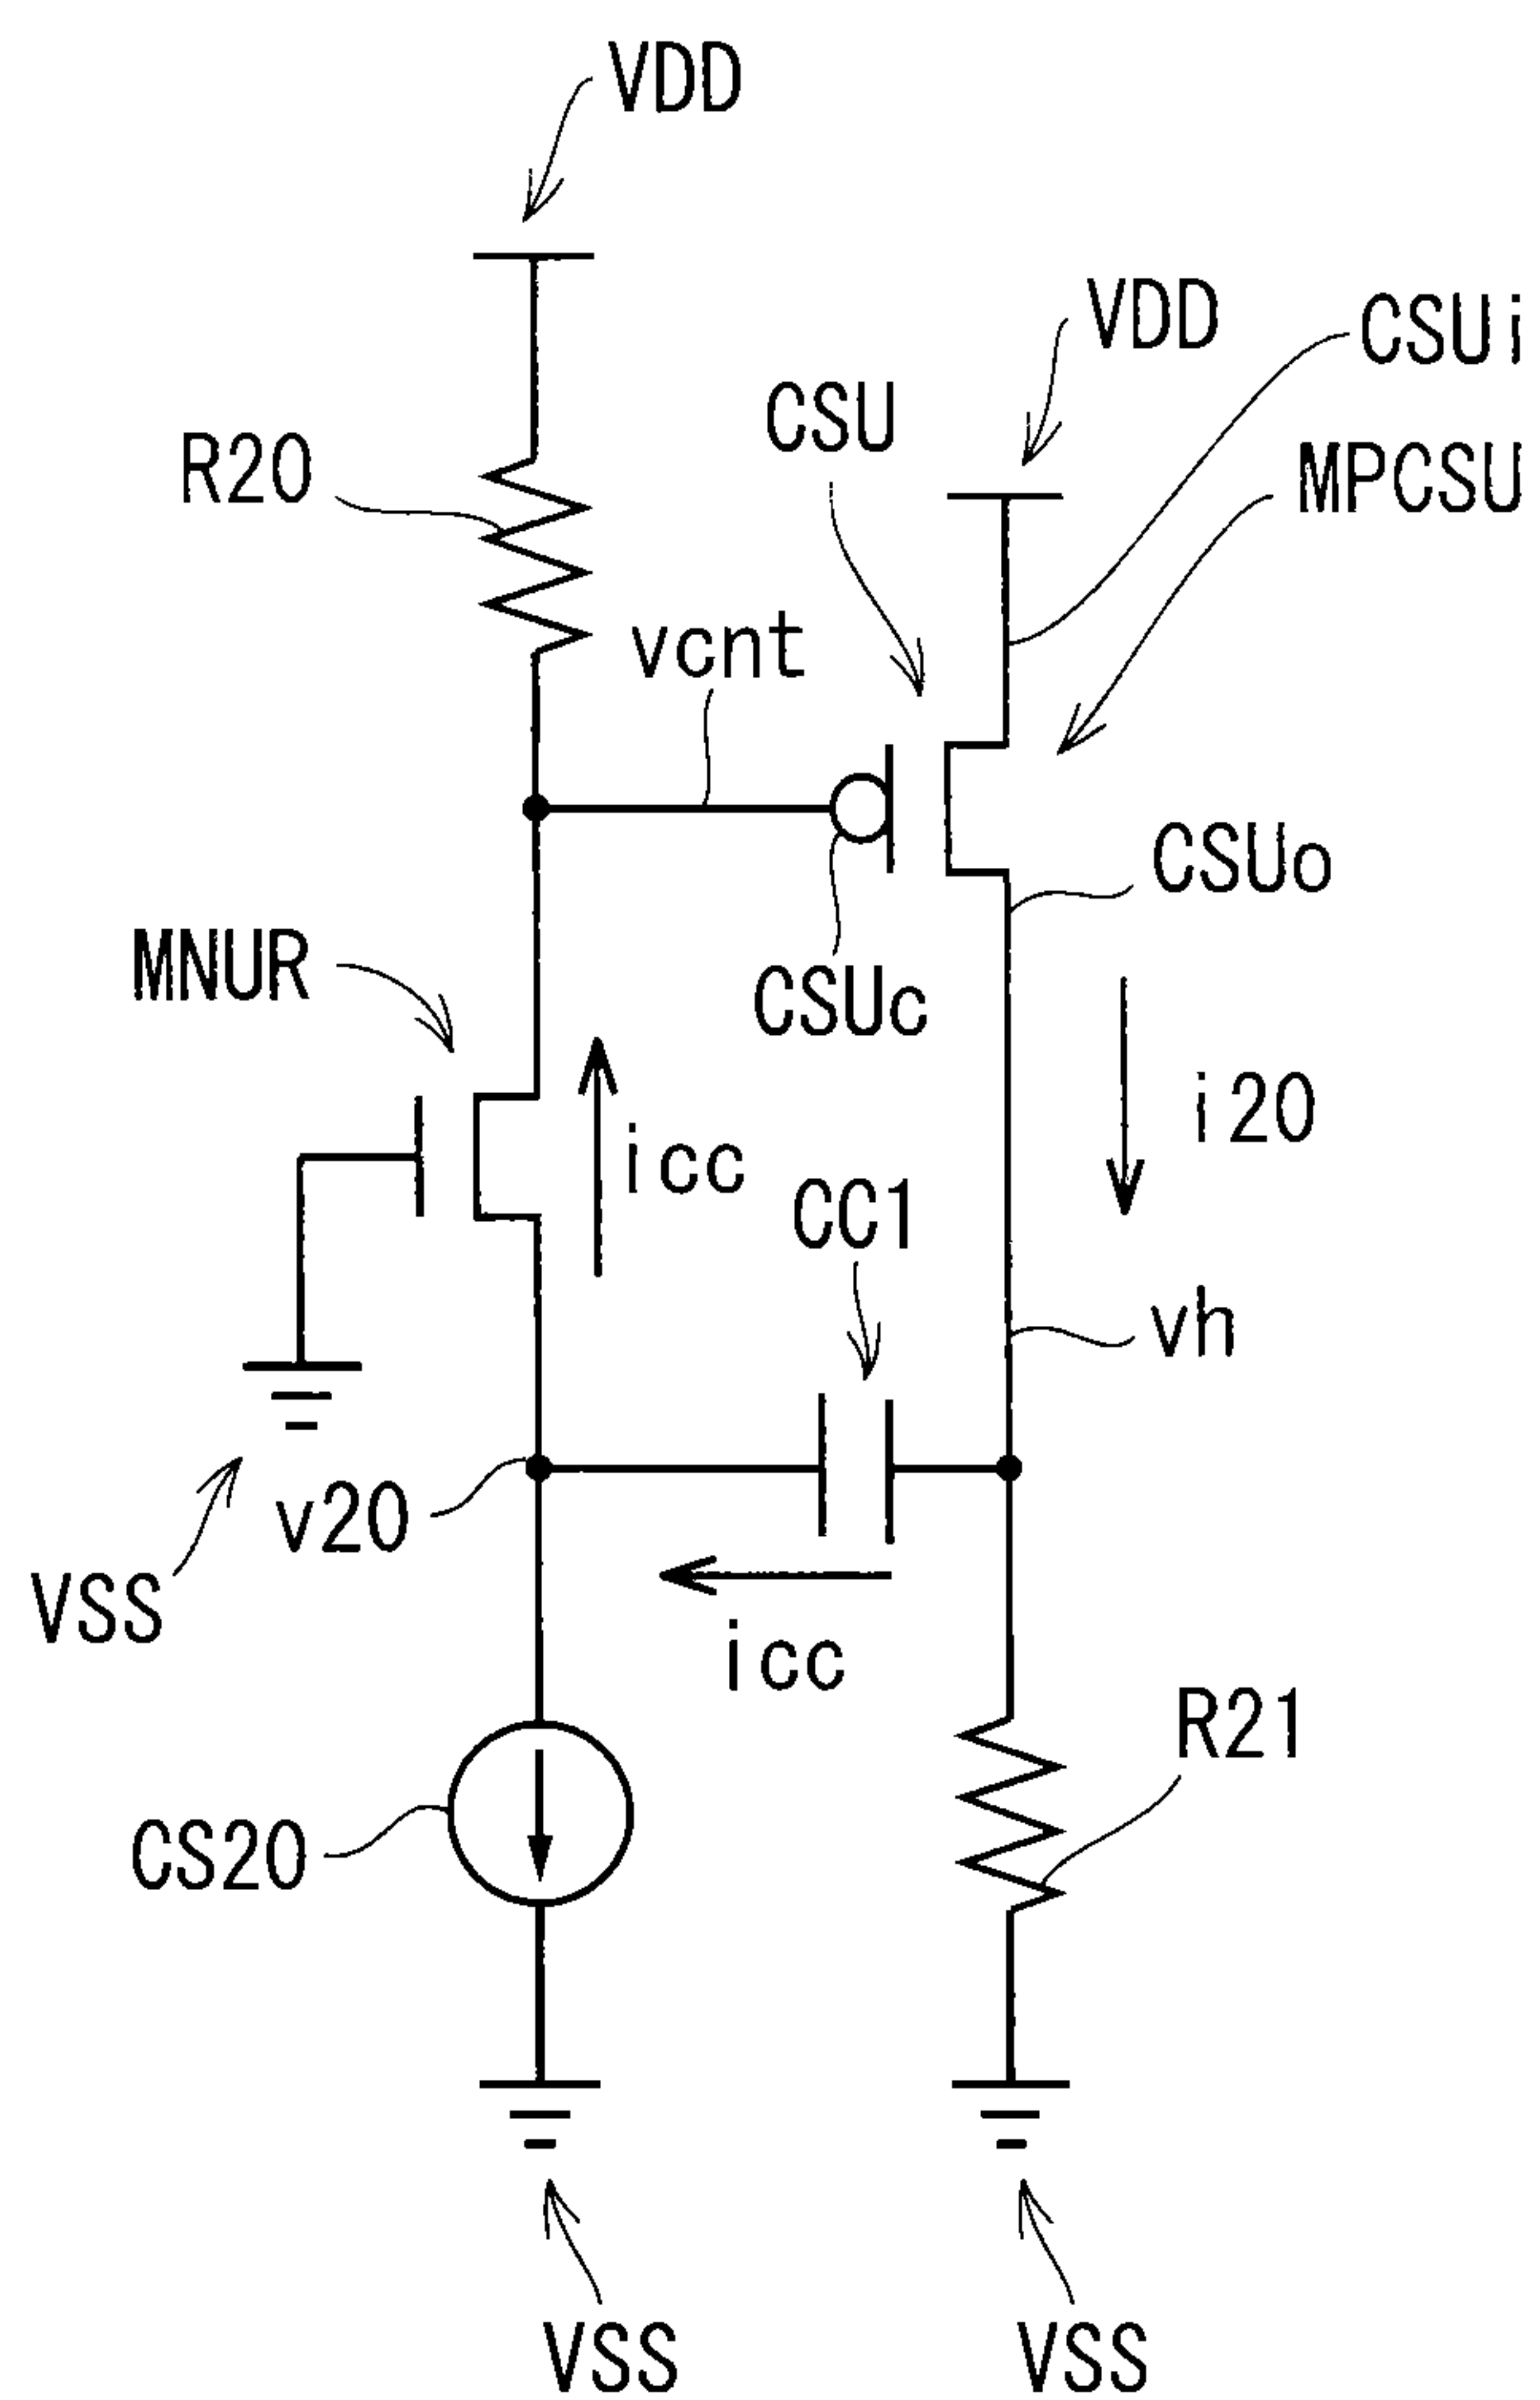 VDD
VDD
CSUi
CSU
R20
MPCSU
vcnt
CSUo
MNUR
CSUc
i20
icc
CC1
vh
v20
VSS
icc
R21
CS20
VSS
VSS